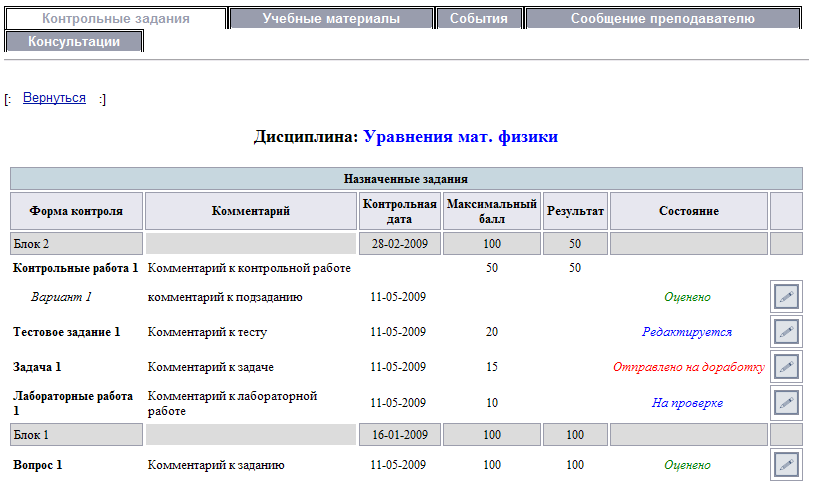 Контрольные задания Учебные материалы События Сообщение преподавателю
Консультации
[: Вернуться :]
Дисциплина: Уравнения мат. физики
Назначенные задания
Форма контроля Комментарий Контрольная дата Максимальный балл Результат Состояние
Блок 2 28-02-2009 100 50
Контрольные работа 1 Комментарий к контрольной работе 50 50
Вариант 1 комментарий к подзаданию 11-05-2009 Оценено
Тестовое задание 1 Комментарий к тесту 11-05-2009 20 Редактируется
Задача 1 Комментарий к задаче 11-05-2009 15 Отправлено на доработку
Лабораторные работа 1 Комментарий к лабораторной работе 11-05-2009 10 На проверке
Блок 1 16-01-2009 100 100
Вопрос 1 Комментарий к заданию 11-05-2009 100 100 Оценено